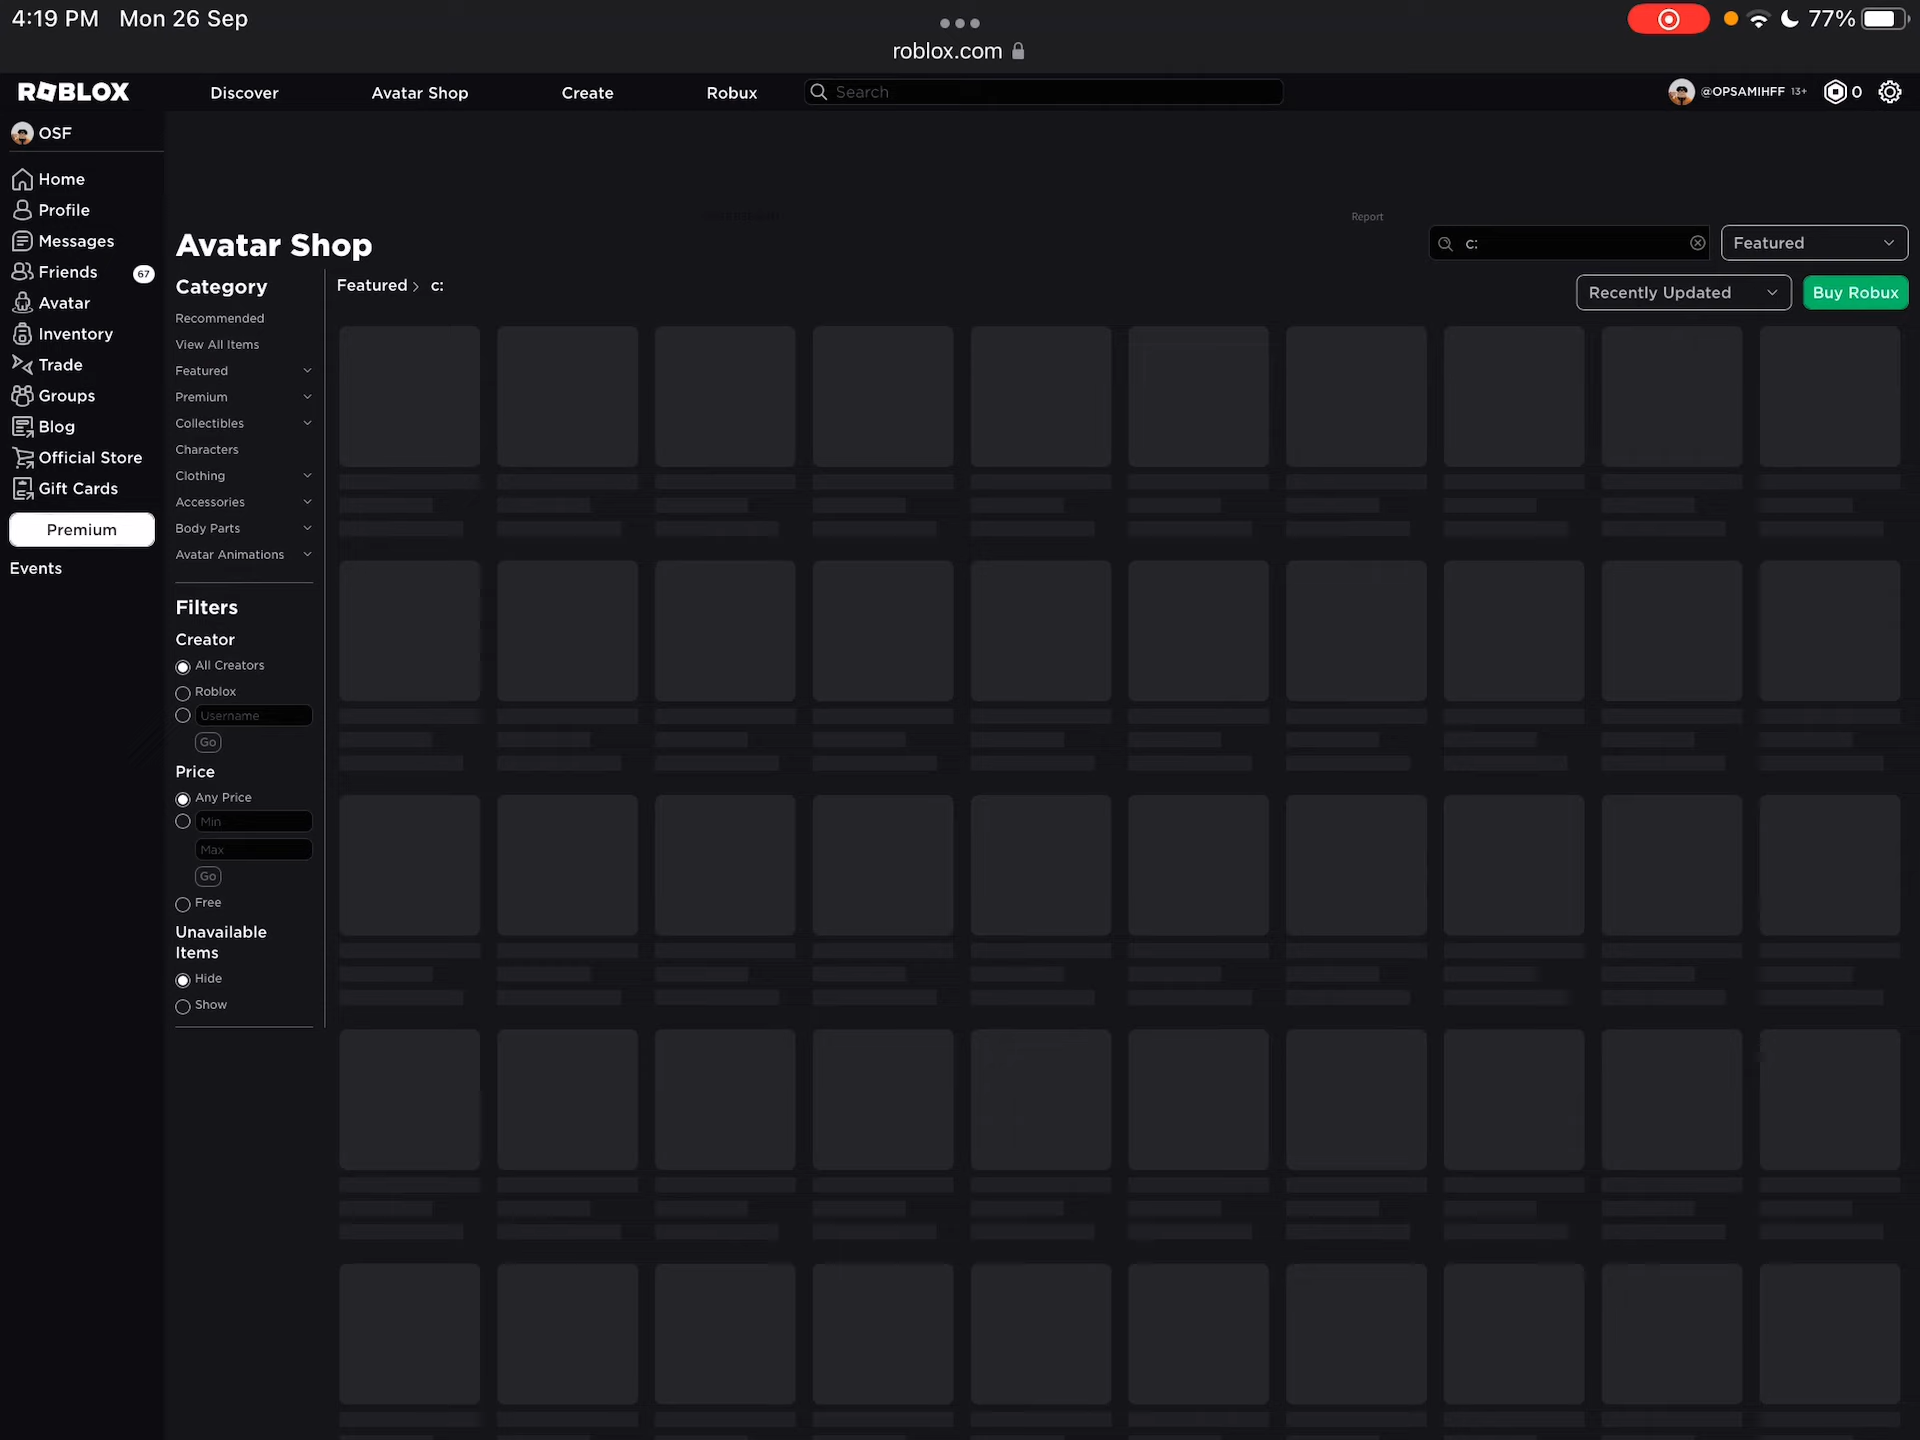 4:19 PM Mon 26 Sep
77%
roblox.com
ROBLOX Discover Avatar Shop Create Robux Search @OPSAMIHFF 13+ 0
OSF
Home
Profile
Messages
Friends 67
Avatar
Inventory
Trade
Groups
Blog
Official Store
Gift Cards
Premium
Events
Report
Avatar Shop
c:
Featured
Category
Featured > c:
Recently Updated
Buy Robux
Recommended
View All Items
Featured
Premium
Collectibles
Characters
Clothing
Accessories
Body Parts
Avatar Animations
Filters
Creator
All Creators
Roblox
Username
Go
Price
Any Price
Min
Max
Go
Free
Unavailable
Items
Hide
Show